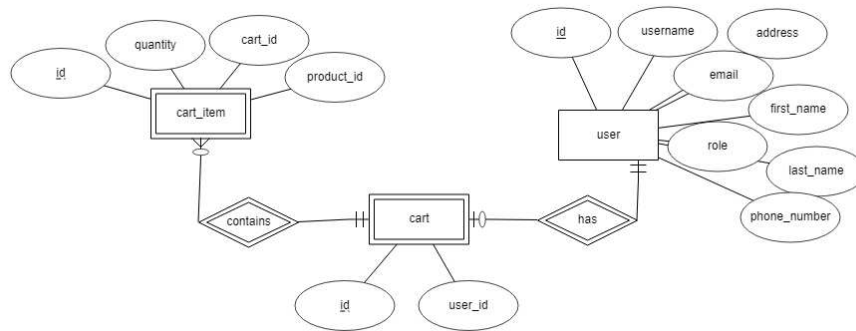 id
quantity
cart_id
product_id
cart_item
id
username
address
email
first_name
user
role
last_name
phone_number
contains
cart
has
id
user_id